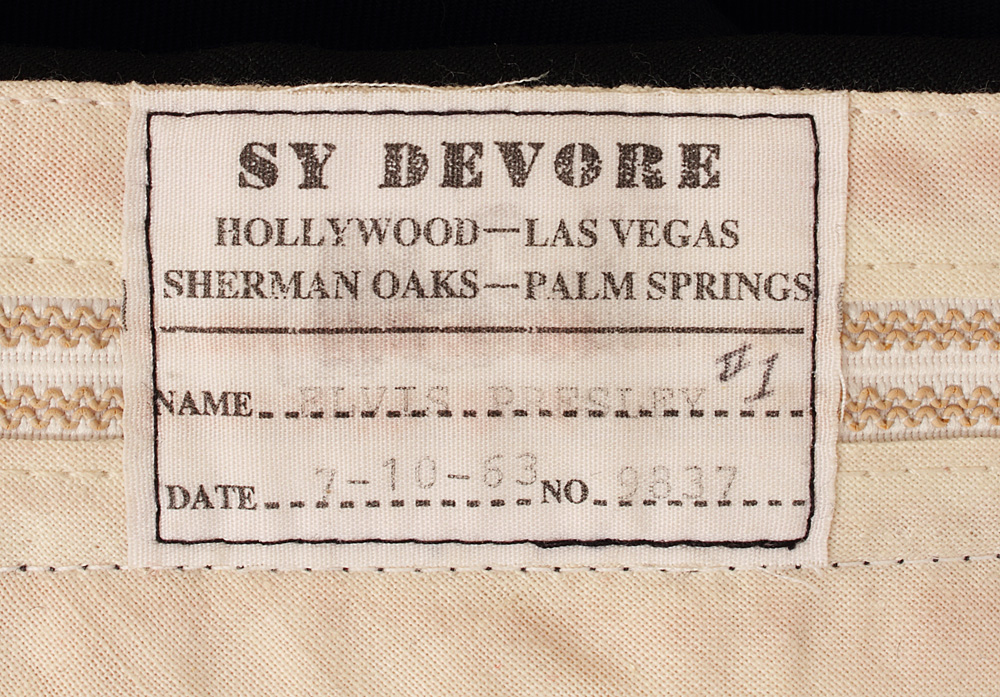 SY DEVORE
HOLLYWOOD—LAS VEGAS
SHERMAN OAKS—PALM SPRINGS
#1
NAME ELVIS PRESLEY
DATE 7-10-63 NO. 9837